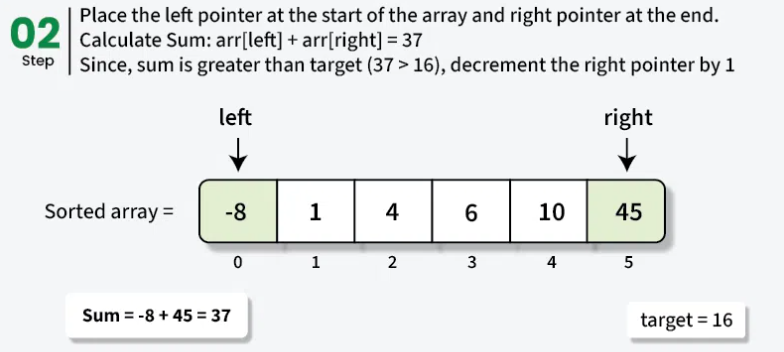 02
Step
Place the left pointer at the start of the array and right pointer at the end.
Calculate Sum: arr[left] + arr[right] = 37
Since, sum is greater than target (37 > 16), decrement the right pointer by 1
left right
Sorted array = -8 1 4 6 10 45
0 1 2 3 4 5
Sum = -8 + 45 = 37
target = 16